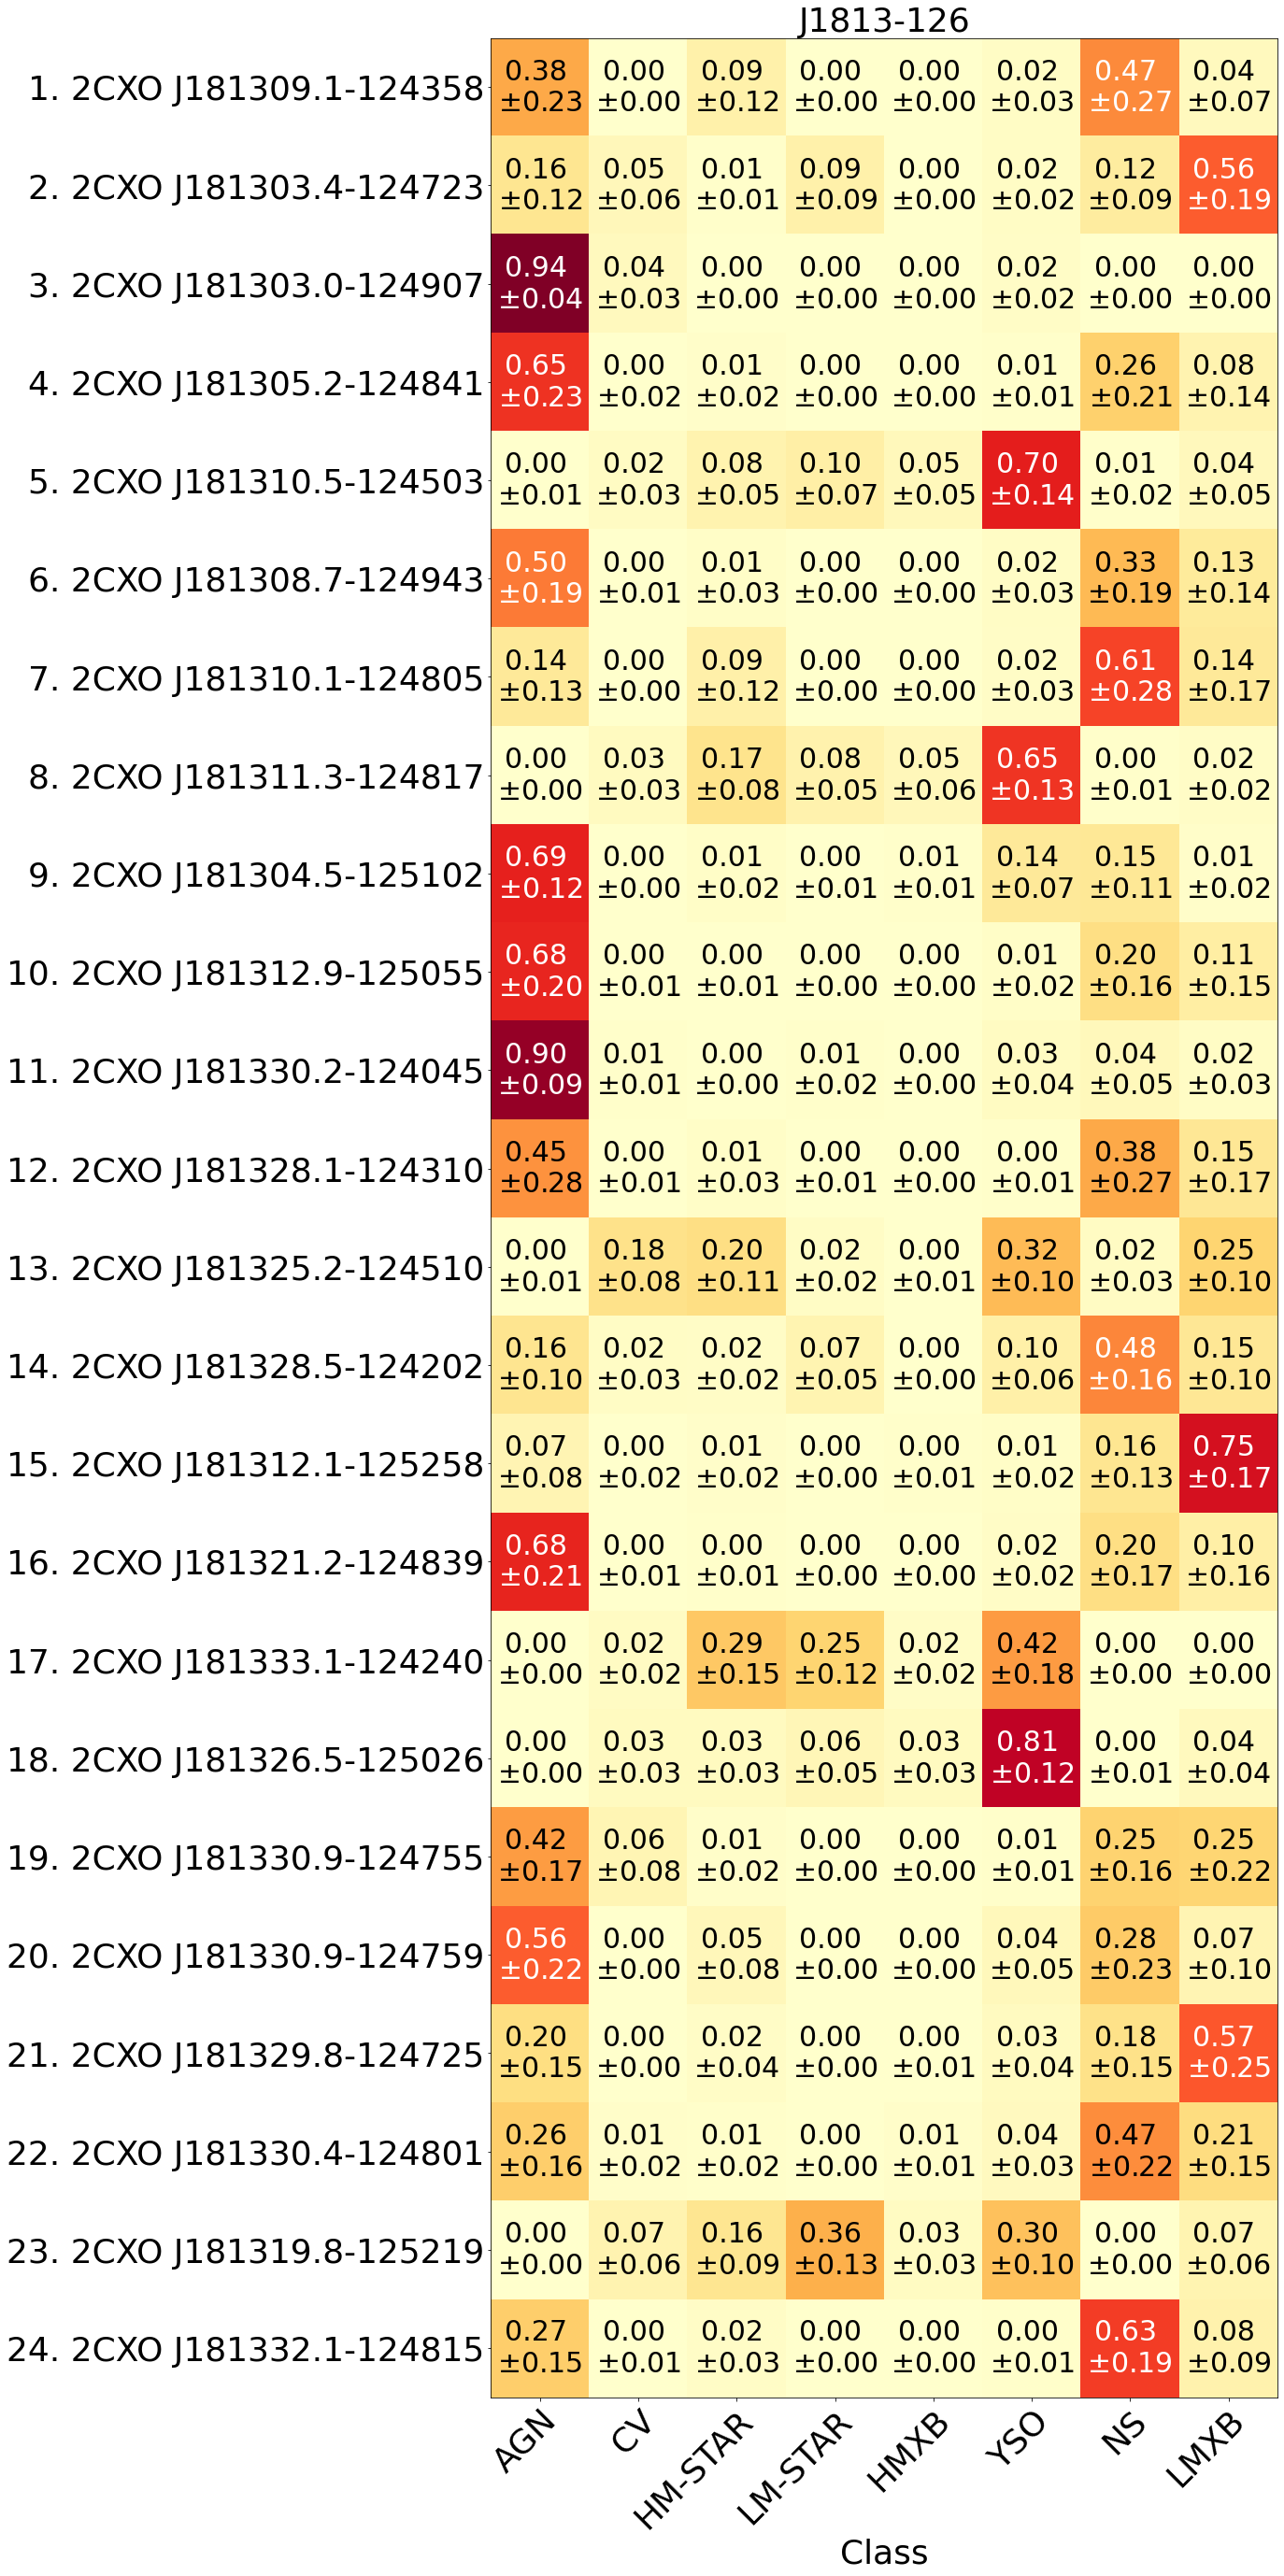 J1813-126
1. 2CXO J181309.1-124358 0.38 0.00 0.09 0.00 0.00 0.02 0.47 0.04
±0.23 ±0.00 ±0.12 ±0.00 ±0.00 ±0.03 ±0.27 ±0.07
2. 2CXO J181303.4-124723 0.16 0.05 0.01 0.09 0.00 0.02 0.12 0.56
±0.12 ±0.06 ±0.01 ±0.09 ±0.00 ±0.02 ±0.09 ±0.19
3. 2CXO J181303.0-124907 0.94 0.04 0.00 0.00 0.00 0.02 0.00 0.00
±0.04 ±0.03 ±0.00 ±0.00 ±0.00 ±0.02 ±0.00 ±0.00
4. 2CXO J181305.2-124841 0.65 0.00 0.01 0.00 0.00 0.01 0.26 0.08
±0.23 ±0.02 ±0.02 ±0.00 ±0.00 ±0.01 ±0.21 ±0.14
5. 2CXO J181310.5-124503 0.00 0.02 0.08 0.10 0.05 0.70 0.01 0.04
±0.01 ±0.03 ±0.05 ±0.07 ±0.05 ±0.14 ±0.02 ±0.05
6. 2CXO J181308.7-124943 0.50 0.00 0.01 0.00 0.00 0.02 0.33 0.13
±0.19 ±0.01 ±0.03 ±0.00 ±0.00 ±0.03 ±0.19 ±0.14
7. 2CXO J181310.1-124805 0.14 0.00 0.09 0.00 0.00 0.02 0.61 0.14
±0.13 ±0.00 ±0.12 ±0.00 ±0.00 ±0.03 ±0.28 ±0.17
8. 2CXO J181311.3-124817 0.00 0.03 0.17 0.08 0.05 0.65 0.00 0.02
±0.00 ±0.03 ±0.08 ±0.05 ±0.06 ±0.13 ±0.01 ±0.02
9. 2CXO J181304.5-125102 0.69 0.00 0.01 0.00 0.01 0.14 0.15 0.01
±0.12 ±0.00 ±0.02 ±0.01 ±0.01 ±0.07 ±0.11 ±0.02
10. 2CXO J181312.9-125055 0.68 0.00 0.00 0.00 0.00 0.01 0.20 0.11
±0.20 ±0.01 ±0.01 ±0.00 ±0.00 ±0.02 ±0.16 ±0.15
11. 2CXO J181330.2-124045 0.90 0.01 0.00 0.01 0.00 0.03 0.04 0.02
±0.09 ±0.01 ±0.00 ±0.02 ±0.00 ±0.04 ±0.05 ±0.03
12. 2CXO J181328.1-124310 0.45 0.00 0.01 0.00 0.00 0.00 0.38 0.15
±0.28 ±0.01 ±0.03 ±0.01 ±0.00 ±0.01 ±0.27 ±0.17
13. 2CXO J181325.2-124510 0.00 0.18 0.20 0.02 0.00 0.32 0.02 0.25
±0.01 ±0.08 ±0.11 ±0.02 ±0.01 ±0.10 ±0.03 ±0.10
14. 2CXO J181328.5-124202 0.16 0.02 0.02 0.07 0.00 0.10 0.48 0.15
±0.10 ±0.03 ±0.02 ±0.05 ±0.00 ±0.06 ±0.16 ±0.10
15. 2CXO J181312.1-125258 0.07 0.00 0.01 0.00 0.00 0.01 0.16 0.75
±0.08 ±0.02 ±0.02 ±0.00 ±0.01 ±0.02 ±0.13 ±0.17
16. 2CXO J181321.2-124839 0.68 0.00 0.00 0.00 0.00 0.02 0.20 0.10
±0.21 ±0.01 ±0.01 ±0.00 ±0.00 ±0.02 ±0.17 ±0.16
17. 2CXO J181333.1-124240 0.00 0.02 0.29 0.25 0.02 0.42 0.00 0.00
±0.00 ±0.02 ±0.15 ±0.12 ±0.02 ±0.18 ±0.00 ±0.00
18. 2CXO J181326.5-125026 0.00 0.03 0.03 0.06 0.03 0.81 0.00 0.04
±0.00 ±0.03 ±0.03 ±0.05 ±0.03 ±0.12 ±0.01 ±0.04
19. 2CXO J181330.9-124755 0.42 0.06 0.01 0.00 0.00 0.01 0.25 0.25
±0.17 ±0.08 ±0.02 ±0.00 ±0.00 ±0.01 ±0.16 ±0.22
20. 2CXO J181330.9-124759 0.56 0.00 0.05 0.00 0.00 0.04 0.28 0.07
±0.22 ±0.00 ±0.08 ±0.00 ±0.00 ±0.05 ±0.23 ±0.10
21. 2CXO J181329.8-124725 0.20 0.00 0.02 0.00 0.00 0.03 0.18 0.57
±0.15 ±0.00 ±0.04 ±0.00 ±0.01 ±0.04 ±0.15 ±0.25
22. 2CXO J181330.4-124801 0.26 0.01 0.01 0.00 0.01 0.04 0.47 0.21
±0.16 ±0.02 ±0.02 ±0.00 ±0.01 ±0.03 ±0.22 ±0.15
23. 2CXO J181319.8-125219 0.00 0.07 0.16 0.36 0.03 0.30 0.00 0.07
±0.00 ±0.06 ±0.09 ±0.13 ±0.03 ±0.10 ±0.00 ±0.06
24. 2CXO J181332.1-124815 0.27 0.00 0.02 0.00 0.00 0.00 0.63 0.08
±0.15 ±0.01 ±0.03 ±0.00 ±0.00 ±0.01 ±0.19 ±0.09
AGN CV HM-STAR LM-STAR HMXB YSO NS LMXB
Class